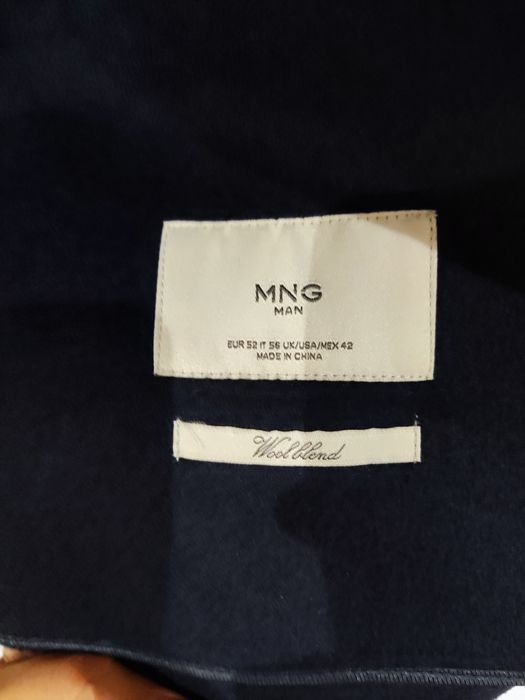 MNG
MAN
EUR 52 IT 56 UK/USA/MEX 42
MADE IN CHINA
Wool blend